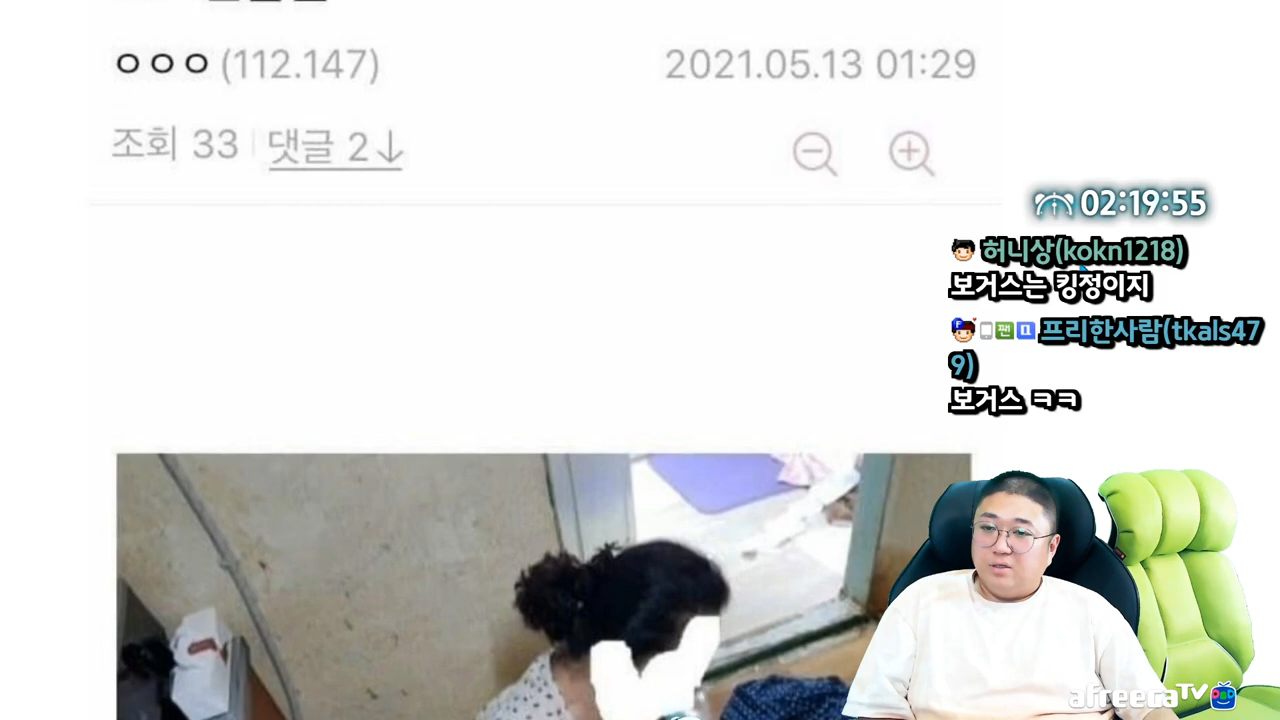 ㅇㅇㅇ(112.147)
2021.05.13 01:29
조회 33
댓글 2↓
02:19:55
허니상(kokn1218)
보거스는 킹정이지
프리한사람(tkals47
9)
보거스 ㅋㅋ
afreecaTV